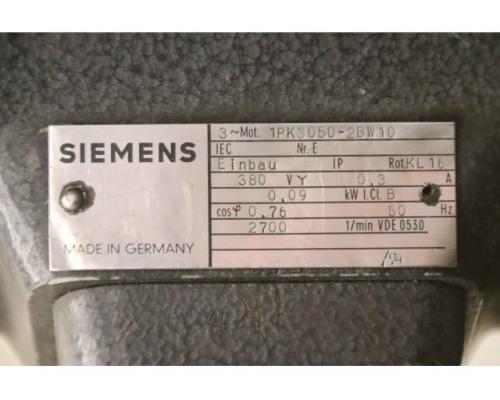 SIEMENS
MADE IN GERMANY
3~Mot. 1PK3050-2BW10
IEC Nr.E
Einbau IP Rot.KL 16
380 VY 0,3 A
0,09 kW I.Cl. B
cosφ 0,76 50 Hz
2700 1/min VDE 0530
/94